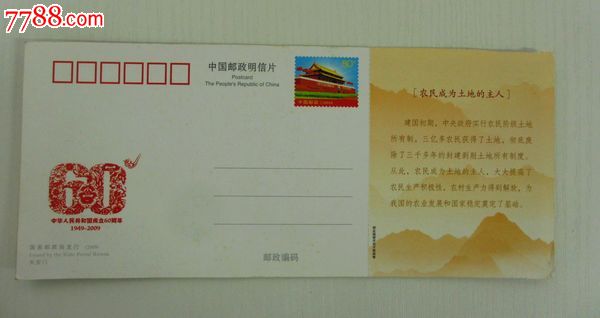 7788.com
中国邮政明信片
Postcard
The People's Republic of China
80
中国邮政 CHINA
60
中华人民共和国成立60周年
1949-2009
国家邮政局发行
Issued by the State Postal Bureau
天安门
邮政编码
[农民成为土地的主人]
建国初期，中央政府实行农民阶级土地
所有制，三亿多农民获得了土地，彻底废
除了三千多年的封建剥削土地所有制度。
从此，农民成为土地的主人，大大提高了
农民生产积极性，农村生产力得到解放，为
我国的农业发展和国家稳定奠定了基础。